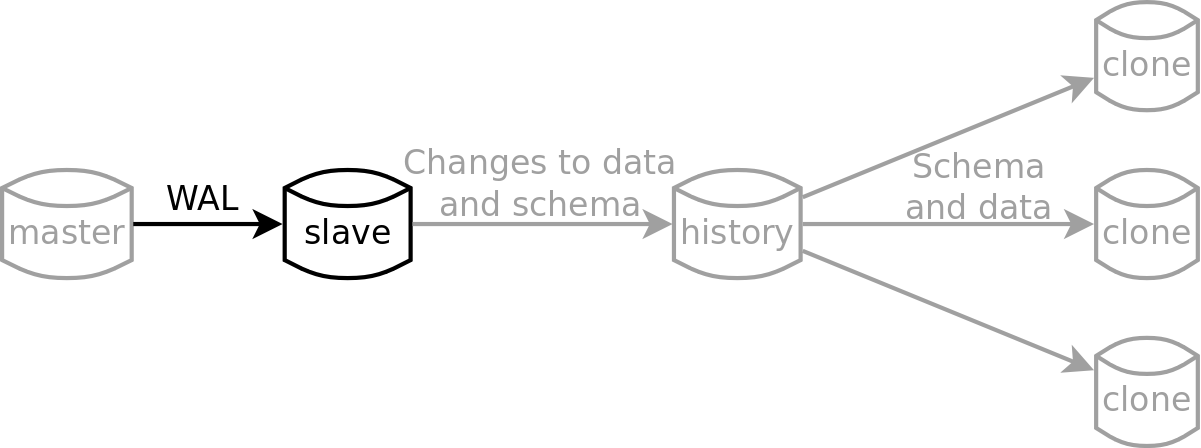 clone
Changes to data
and schema
Schema
and data
WAL
master
slave
history
clone
clone